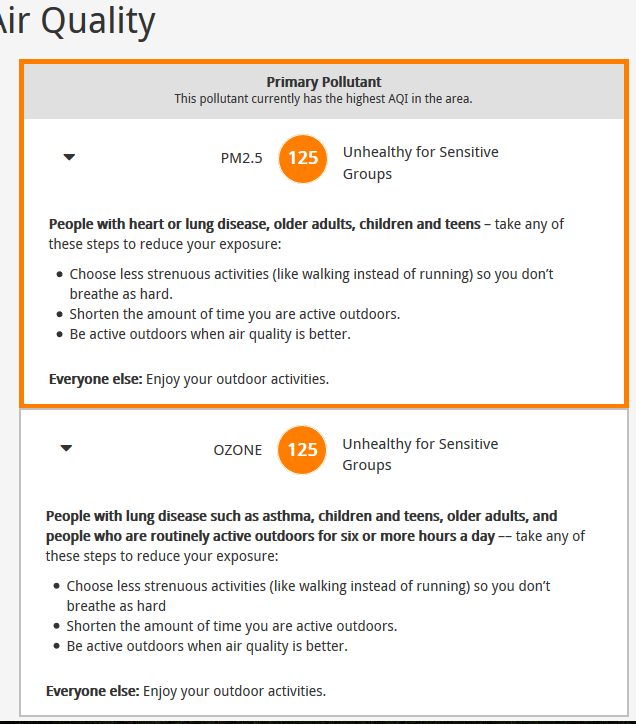 Air Quality
Primary Pollutant
This pollutant currently has the highest AQI in the area.
PM2.5
125
Unhealthy for Sensitive
Groups
People with heart or lung disease, older adults, children and teens – take any of
these steps to reduce your exposure:
• Choose less strenuous activities (like walking instead of running) so you don't
breathe as hard.
• Shorten the amount of time you are active outdoors.
• Be active outdoors when air quality is better.
Everyone else: Enjoy your outdoor activities.
OZONE
125
Unhealthy for Sensitive
Groups
People with lung disease such as asthma, children and teens, older adults, and
people who are routinely active outdoors for six or more hours a day –– take any of
these steps to reduce your exposure:
• Choose less strenuous activities (like walking instead of running) so you don't
breathe as hard
• Shorten the amount of time you are active outdoors.
• Be active outdoors when air quality is better.
Everyone else: Enjoy your outdoor activities.